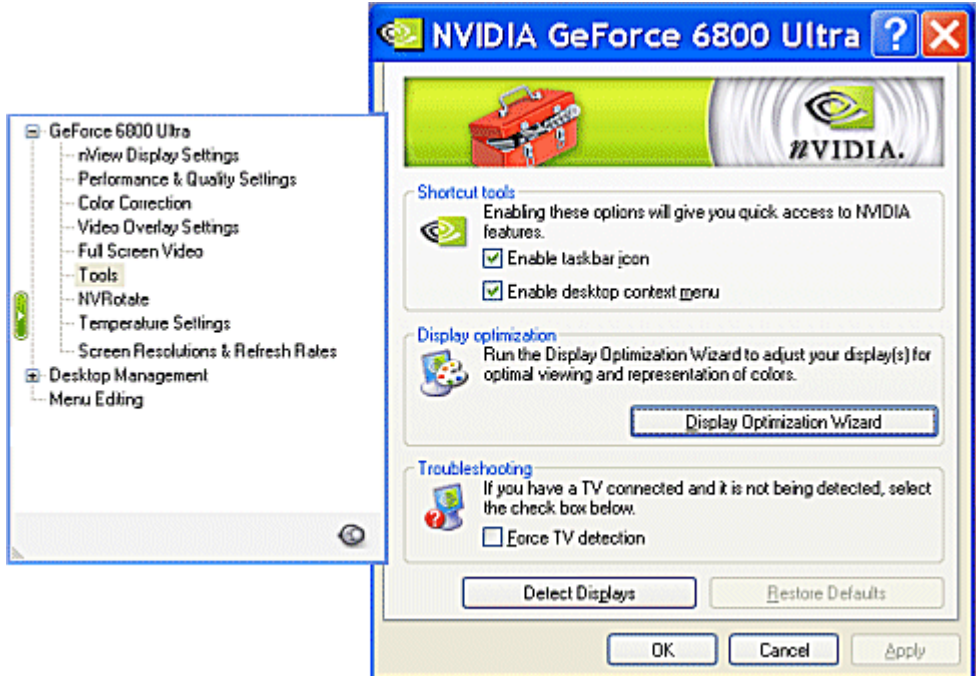 NVIDIA GeForce 6800 Ultra
GeForce 6800 Ultra
nView Display Settings
Performance & Quality Settings
Color Correction
Video Overlay Settings
Full Screen Video
Tools
NVRotate
Temperature Settings
Screen Resolutions & Refresh Rates
Desktop Management
Menu Editing
nVIDIA.
Shortcut tools
Enabling these options will give you quick access to NVIDIA
features.
Enable taskbar icon
Enable desktop context menu
Display optimization
Run the Display Optimization Wizard to adjust your display(s) for
optimal viewing and representation of colors.
Display Optimization Wizard
Troubleshooting
If you have a TV connected and it is not being detected, select
the check box below.
Force TV detection
Detect Displays
Restore Defaults
OK
Cancel
Apply